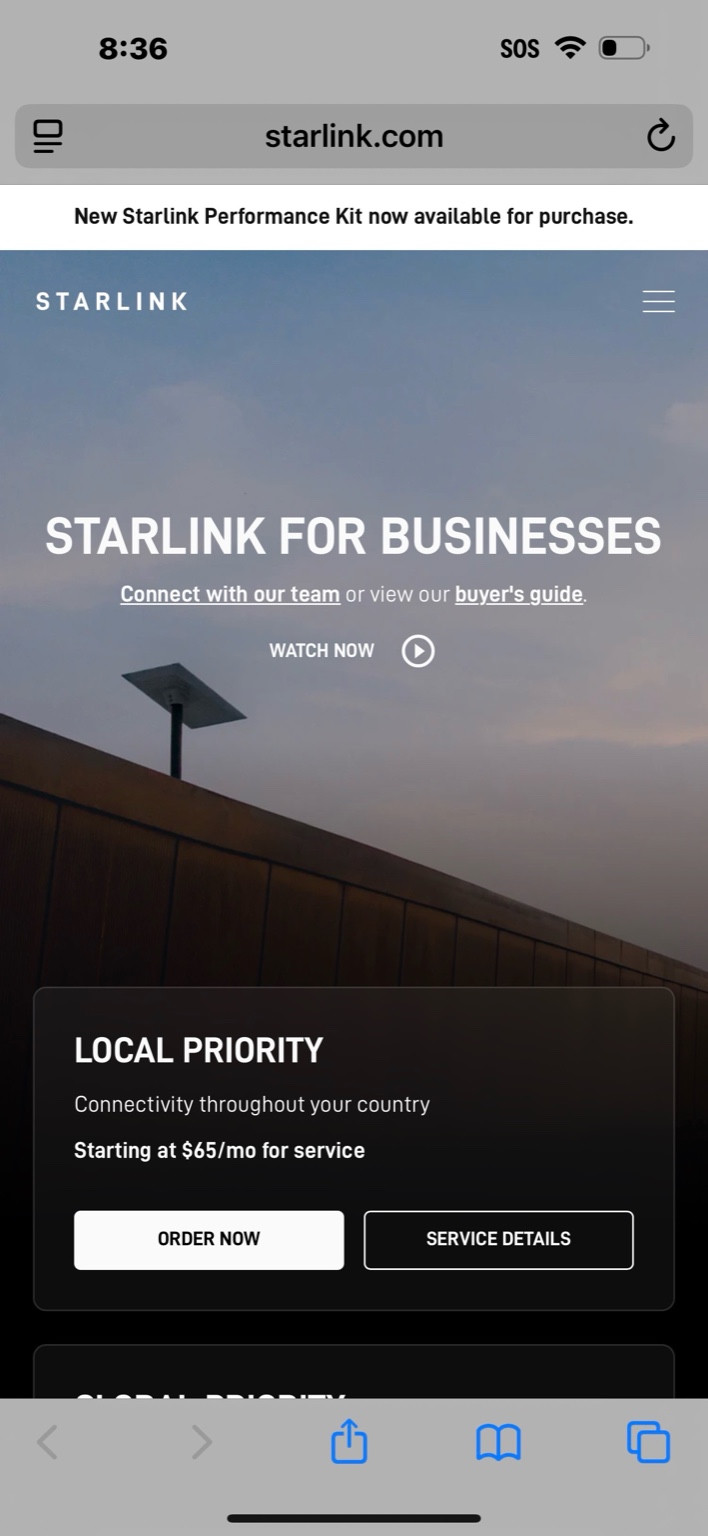 8:36
SOS
starlink.com
New Starlink Performance Kit now available for purchase.
STARLINK
STARLINK FOR BUSINESSES
Connect with our team or view our buyer's guide.
WATCH NOW
LOCAL PRIORITY
Connectivity throughout your country
Starting at $65/mo for service
ORDER NOW
SERVICE DETAILS
GLOBAL PRIORITY